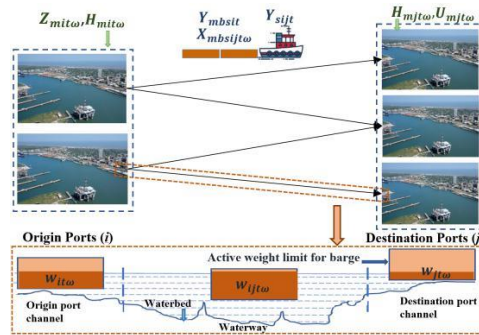 Z_{mitω},H_{mitω}
Y_{mbsit}
X_{mbsijtω}
Y_{sijt}
H_{mjtω},U_{mjtω}
Origin Ports (i)
Destination Ports (j
Active weight limit for barge
W_{itω}
W_{ijtω}
W_{jtω}
Origin port
channel
Waterbed
Waterway
Destination port
channel